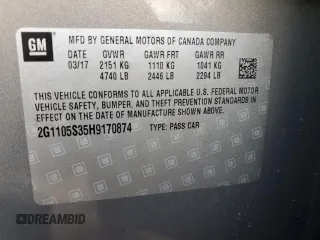 GM
MFD BY GENERAL MOTORS OF CANADA COMPANY
DATE GVWR GAWR FRT GAWR RR
03/17 2151 KG 1110 KG 1041 KG
4740 LB 2446 LB 2294 LB
THIS VEHICLE CONFORMS TO ALL APPLICABLE U.S. FEDERAL MOTOR
VEHICLE SAFETY, BUMPER, AND THEFT PREVENTION STANDARDS
IN EFFECT ON THE DATE OF MANUFACTURE SHOWN ABOVE.
2G1105S35H9170874 TYPE: PASS CAR
DREAMBID